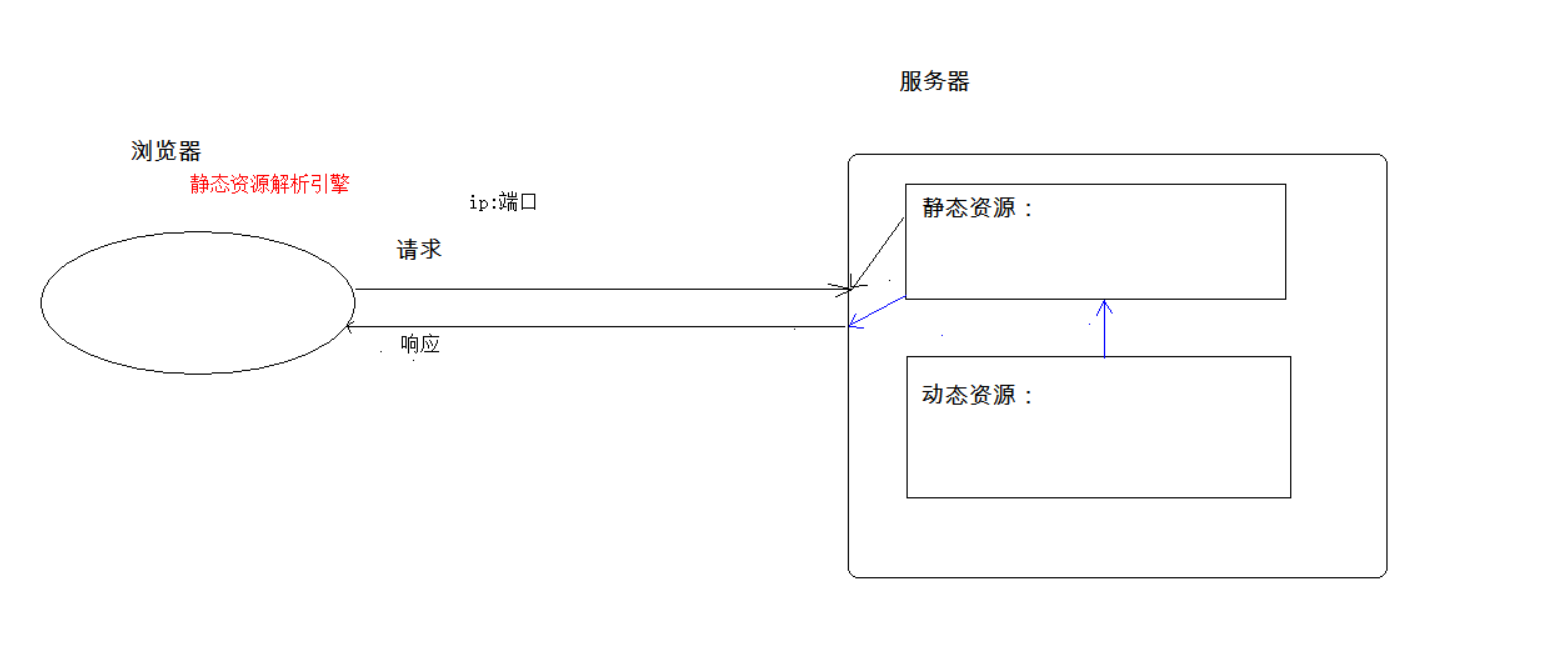 服务器
浏览器
静态资源解析引擎
ip:端口
静态资源：
请求
响应
动态资源：